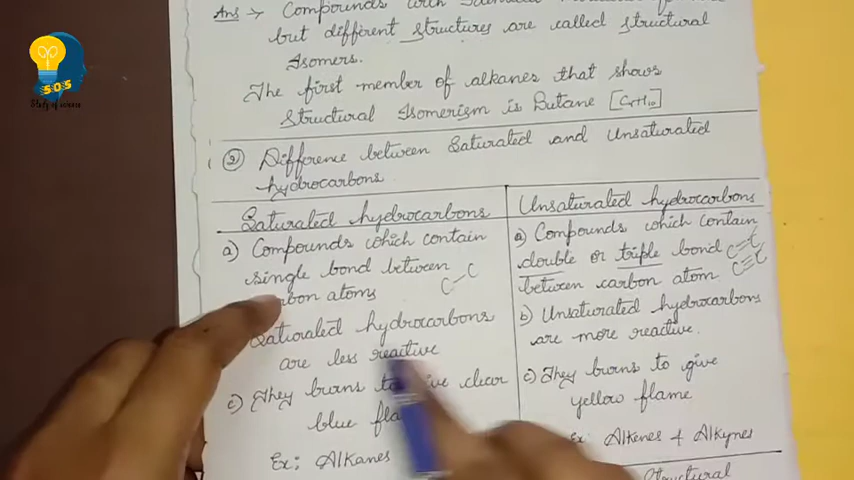 SOS
Study of Science
Ans → Compounds with
but different structures are called structural
Isomers.
The first member of alkanes that shows
Structural Isomerism is Butane [C4H10]
② Difference between Saturated and Unsaturated
hydrocarbons.
Saturated hydrocarbons
a) Compounds which contain
single bond between
carbon atoms
C-C
Saturated hydrocarbons
are less reactive
c) They burns to give clear
blue
Ex: Alkanes
Unsaturated hydrocarbons
a) Compounds which contain
double or triple bond
between carbon atom.
C=C
C≡C
b) Unsaturated hydrocarbons
are more reactive.
c) They burns to give
yellow flame
Ex: Alkenes & Alkynes
Structural